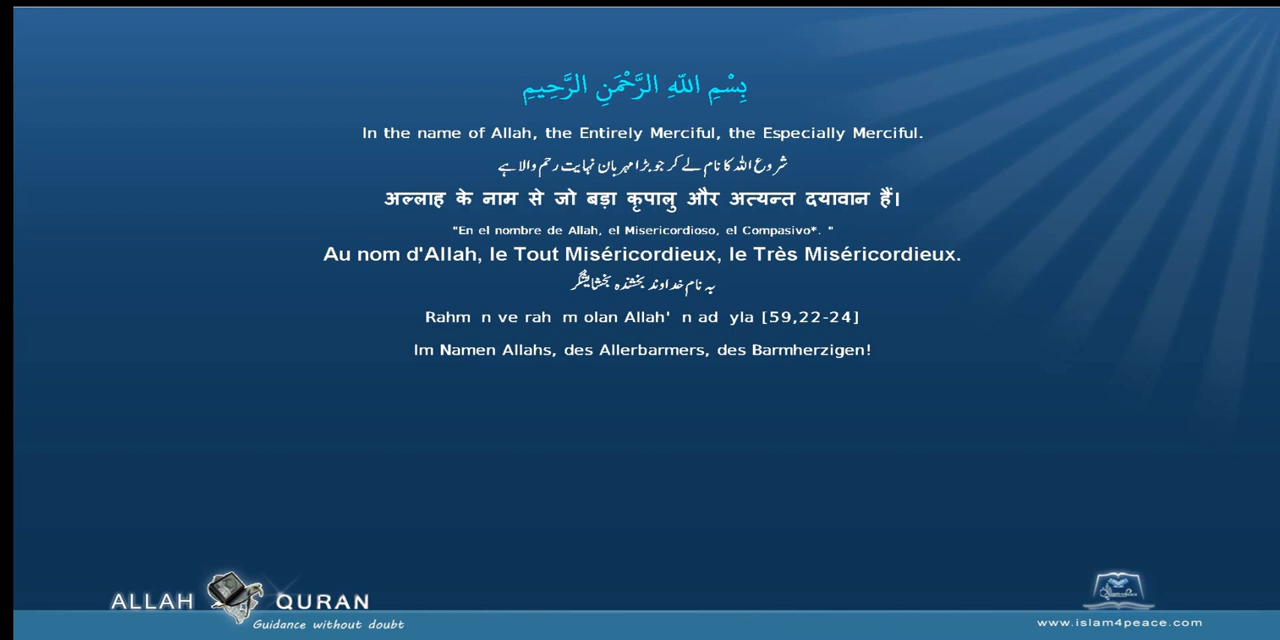 بِسْمِ اللّهِ الرَّحْمَنِ الرَّحِيمِ
In the name of Allah, the Entirely Merciful, the Especially Merciful.
شروع اللہ کا نام لے کر جو بڑا مہربان نہایت رحم والا ہے
अल्लाह के नाम से जो बड़ा कृपालु और अत्यन्त दयावान हैं।
"En el nombre de Allah, el Misericordioso, el Compasivo*. "
Au nom d'Allah, le Tout Miséricordieux, le Très Miséricordieux.
به نام خداوند بخشنده بخشایشگر
Rahm n ve rah m olan Allah' n ad yla [59,22-24]
Im Namen Allahs, des Allerbarmers, des Barmherzigen!
ALLAH QURAN
Guidance without doubt
www.islam4peace.com